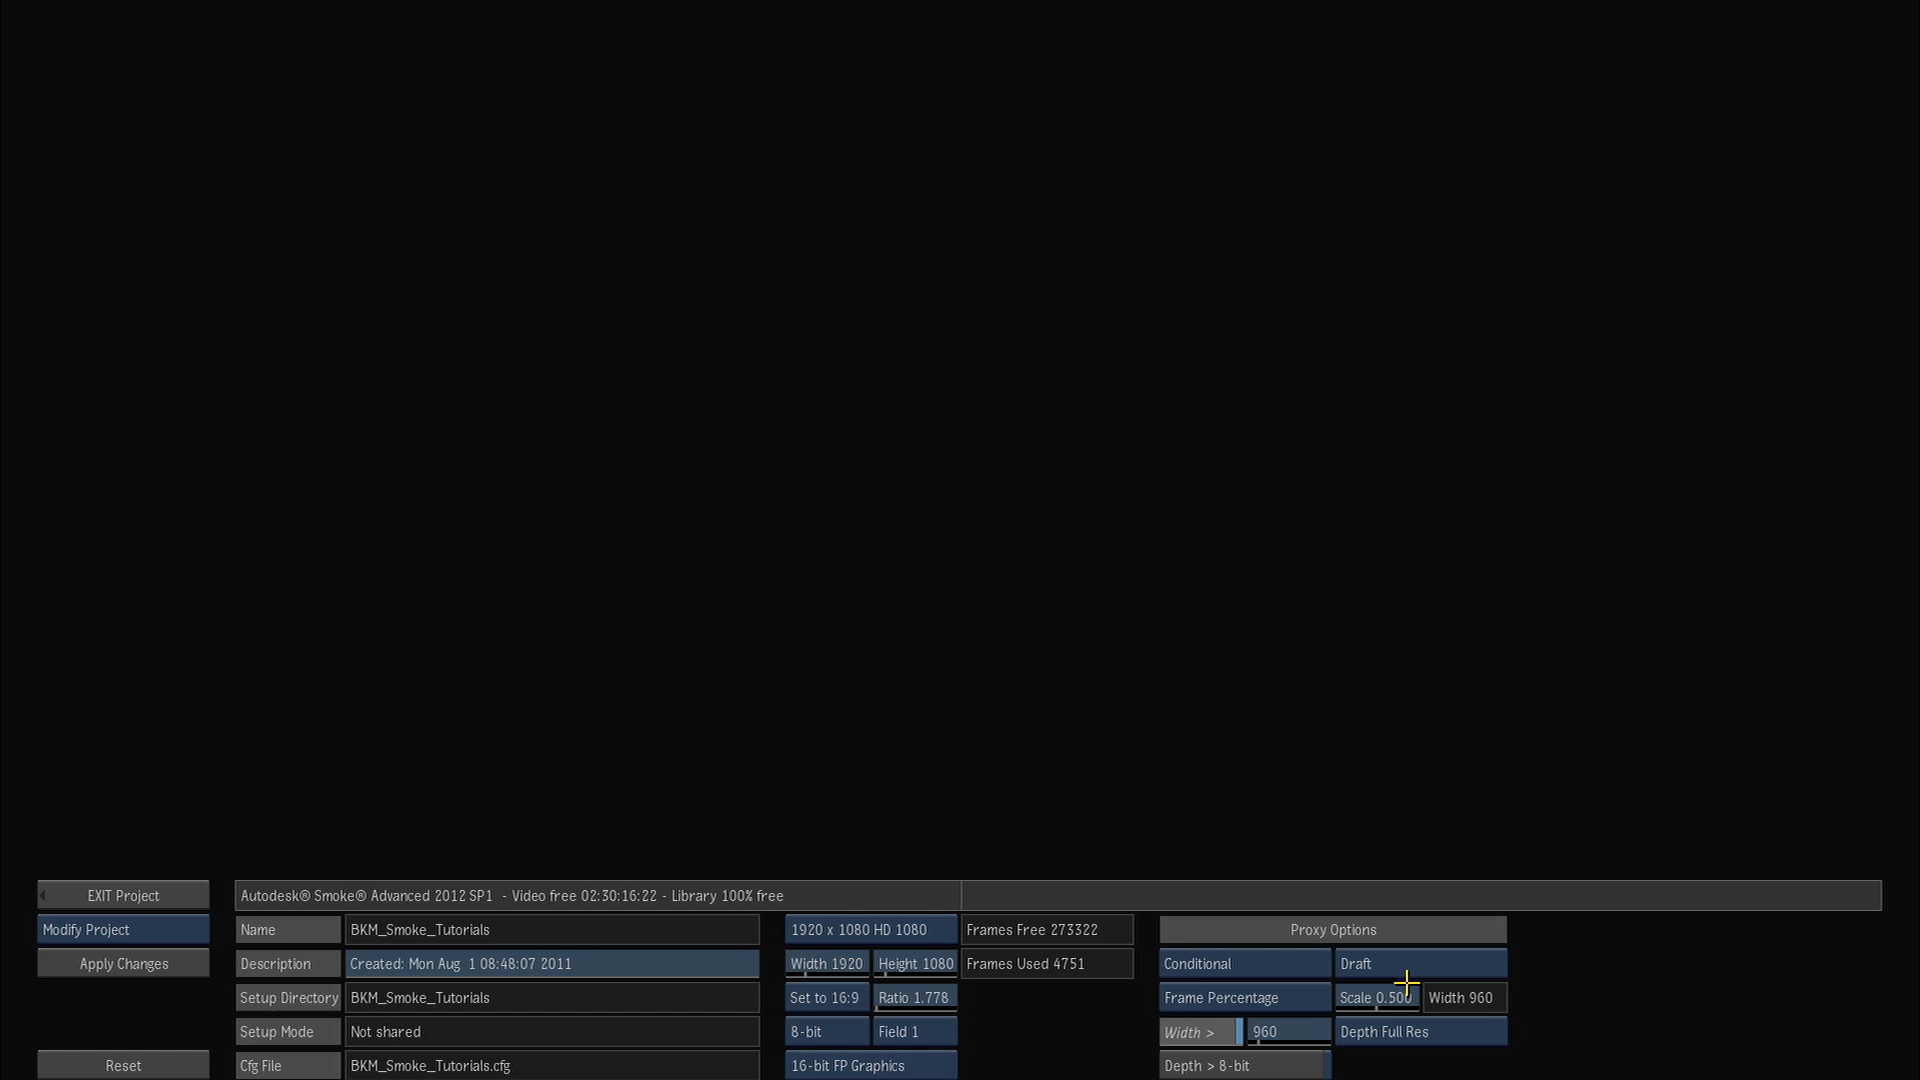 EXIT Project Autodesk® Smoke® Advanced 2012 SP1 - Video free 02:30:16:22 - Library 100% free
Modify Project Name BKM_Smoke_Tutorials 1920 x 1080 HD 1080 Frames Free 273322 Proxy Options
Apply Changes Description Created: Mon Aug 1 08:48:07 2011 Width 1920 Height 1080 Frames Used 4751 Conditional Draft
Setup Directory BKM_Smoke_Tutorials Set to 16:9 Ratio 1.778 Frame Percentage Scale 0.500 Width 960
Setup Mode Not shared 8-bit Field 1 Width > 960 Depth Full Res
Reset Cfg File BKM_Smoke_Tutorials.cfg 16-bit FP Graphics Depth > 8-bit